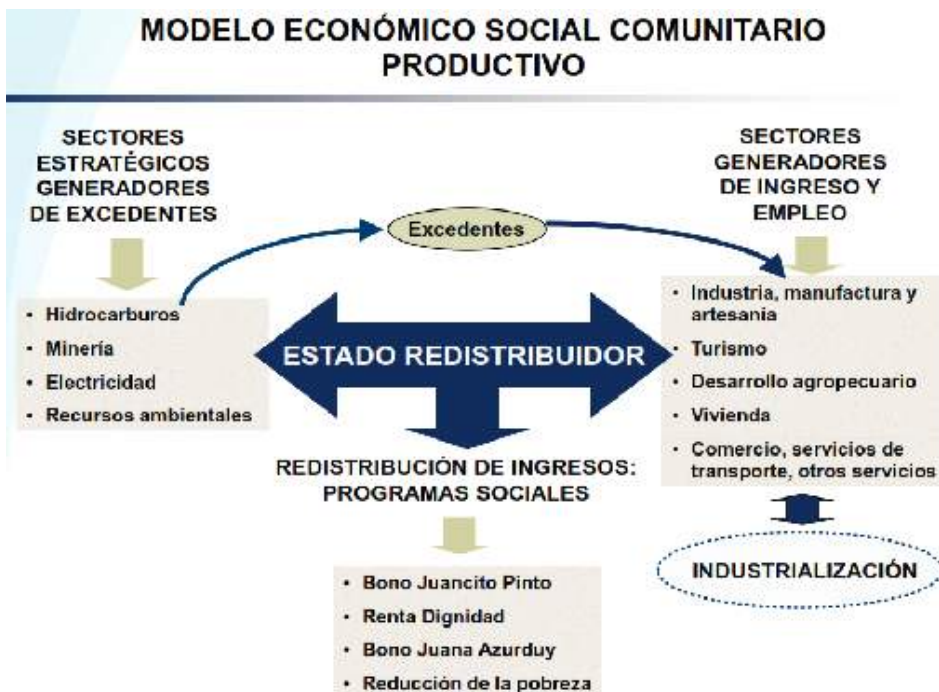 MODELO ECONÓMICO SOCIAL COMUNITARIO
PRODUCTIVO
SECTORES
ESTRATÉGICOS
GENERADORES
DE EXCEDENTES
SECTORES
GENERADORES
DE INGRESO Y
EMPLEO
Excedentes
• Hidrocarburos
• Minería
• Electricidad
• Recursos ambientales
ESTADO REDISTRIBUIDOR
• Industria, manufactura y
artesanía
• Turismo
• Desarrollo agropecuario
• Vivienda
• Comercio, servicios de
transporte, otros servicios
REDISTRIBUCIÓN DE INGRESOS:
PROGRAMAS SOCIALES
INDUSTRIALIZACIÓN
• Bono Juancito Pinto
• Renta Dignidad
• Bono Juana Azurduy
• Reducción de la pobreza